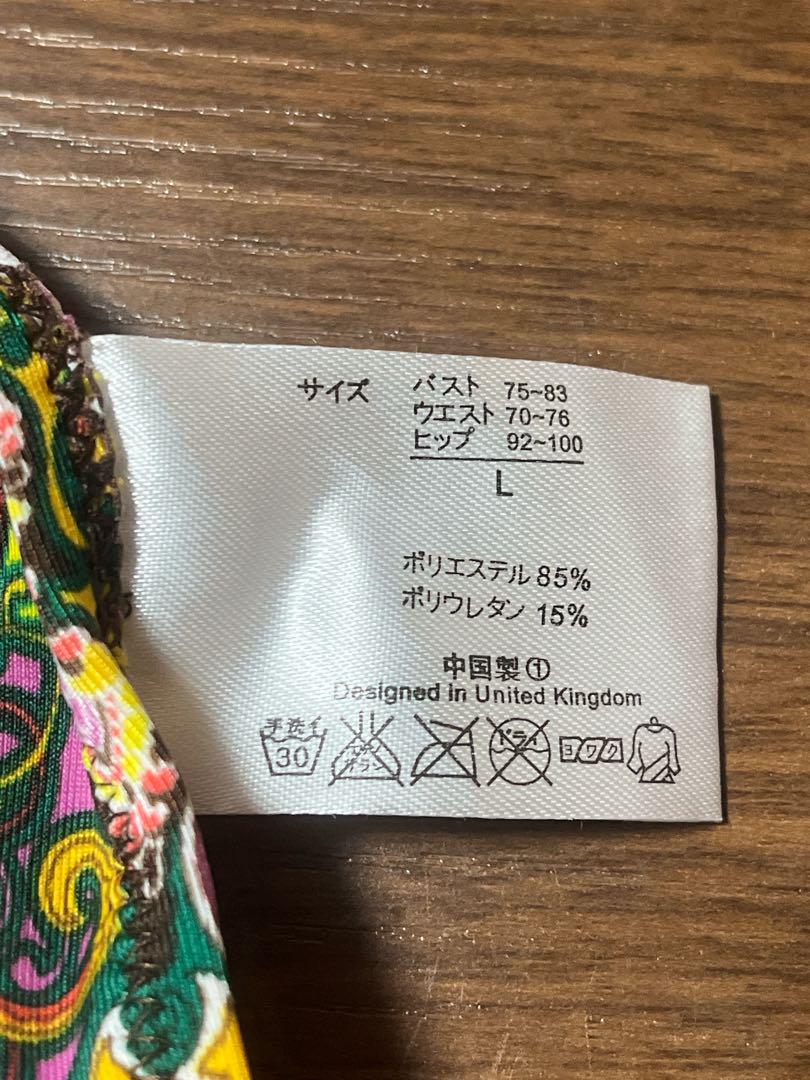 サイズ
バスト 75~83
ウエスト 70~76
ヒップ 92~100
L
ポリエステル 85%
ポリウレタン 15%
中国製①
Designed in United Kingdom
手洗イ
30
ドライ
ヨワク